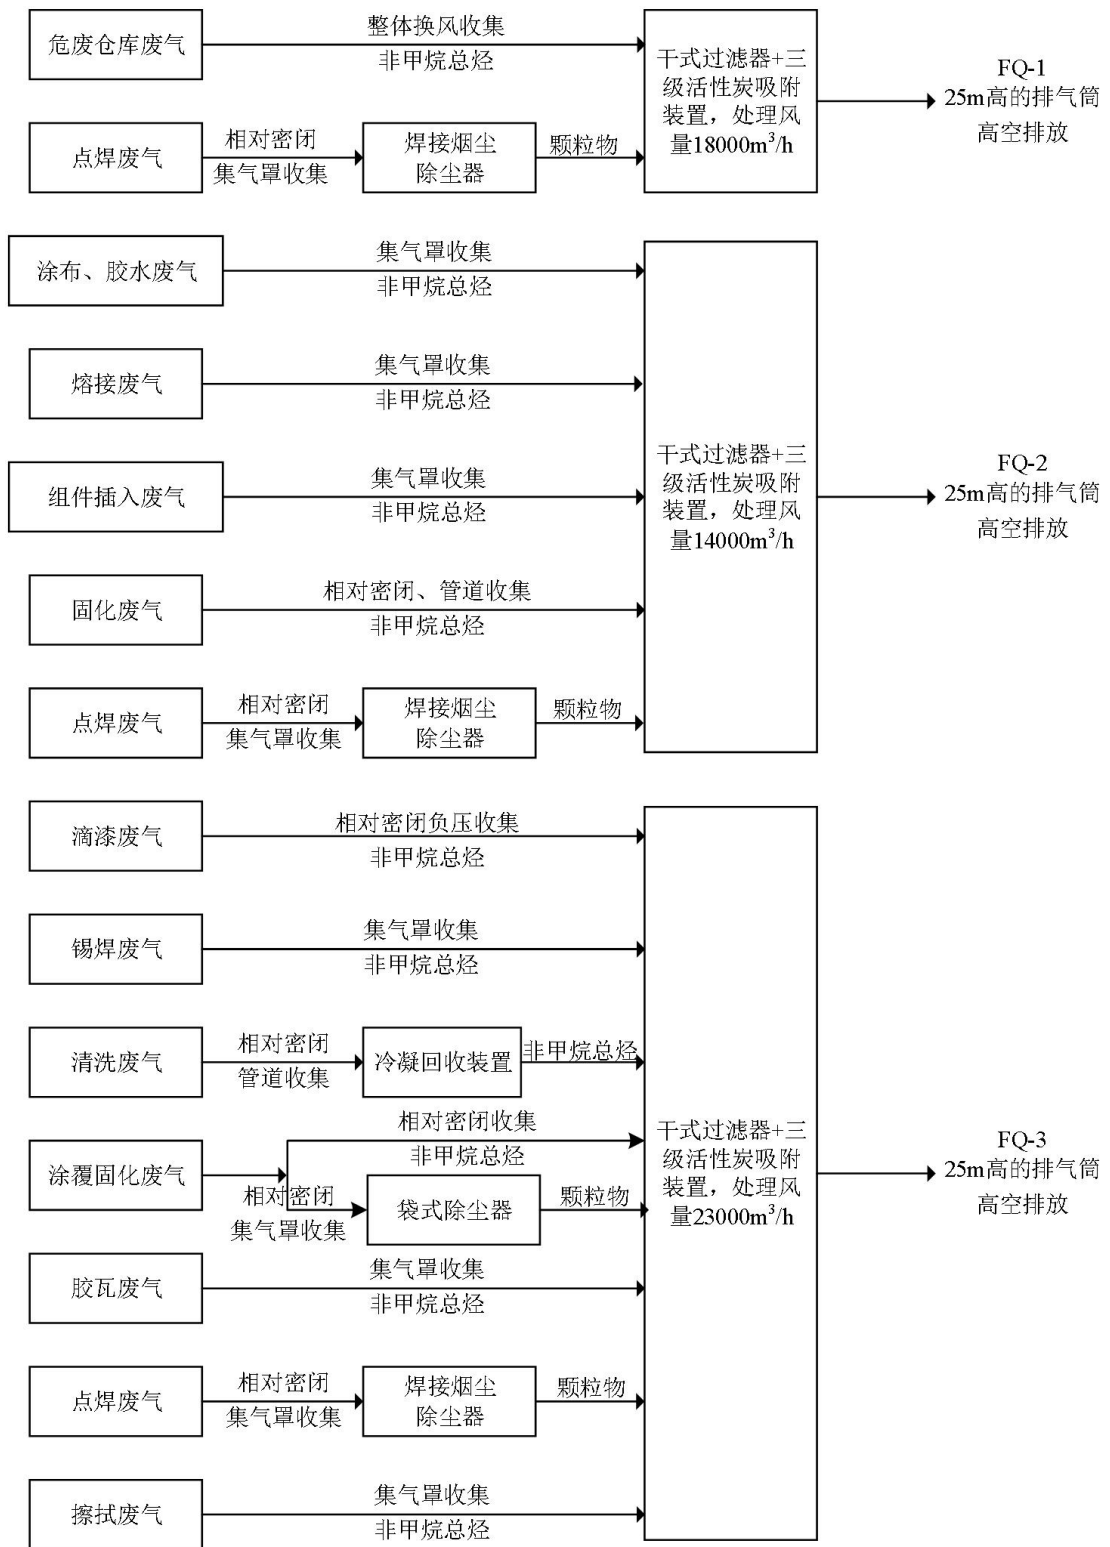 危废仓库废气
整体换风收集
非甲烷总烃
点焊废气
相对密闭
集气罩收集
焊接烟尘
除尘器
颗粒物
干式过滤器+三
级活性炭吸附
装置，处理风
量18000m³/h
FQ-1
25m高的排气筒
高空排放
涂布、胶水废气
集气罩收集
非甲烷总烃
熔接废气
集气罩收集
非甲烷总烃
组件插入废气
集气罩收集
非甲烷总烃
固化废气
相对密闭、管道收集
非甲烷总烃
点焊废气
相对密闭
集气罩收集
焊接烟尘
除尘器
颗粒物
干式过滤器+三
级活性炭吸附
装置，处理风
量14000m³/h
FQ-2
25m高的排气筒
高空排放
滴漆废气
相对密闭负压收集
非甲烷总烃
锡焊废气
集气罩收集
非甲烷总烃
清洗废气
相对密闭
管道收集
冷凝回收装置
非甲烷总烃
涂覆固化废气
相对密闭收集
非甲烷总烃
相对密闭
集气罩收集
袋式除尘器
颗粒物
胶瓦废气
集气罩收集
非甲烷总烃
点焊废气
相对密闭
集气罩收集
焊接烟尘
除尘器
颗粒物
擦拭废气
集气罩收集
非甲烷总烃
干式过滤器+三
级活性炭吸附
装置，处理风
量23000m³/h
FQ-3
25m高的排气筒
高空排放